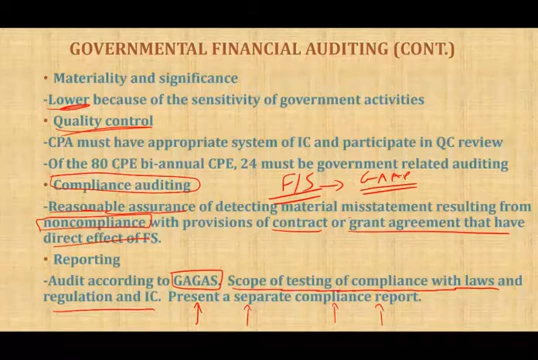 GOVERNMENTAL FINANCIAL AUDITING (CONT.)
• Materiality and significance
-Lower because of the sensitivity of government activities
• Quality control
-CPA must have appropriate system of IC and participate in QC review
-Of the 80 CPE bi-annual CPE, 24 must be government related auditing
• Compliance auditing
F/S → GAAP
-Reasonable assurance of detecting material misstatement resulting from
noncompliance with provisions of contract or grant agreement that have
direct effect of FS.
• Reporting
-Audit according to GAGAS. Scope of testing of compliance with laws and
regulation and IC. Present a separate compliance report.